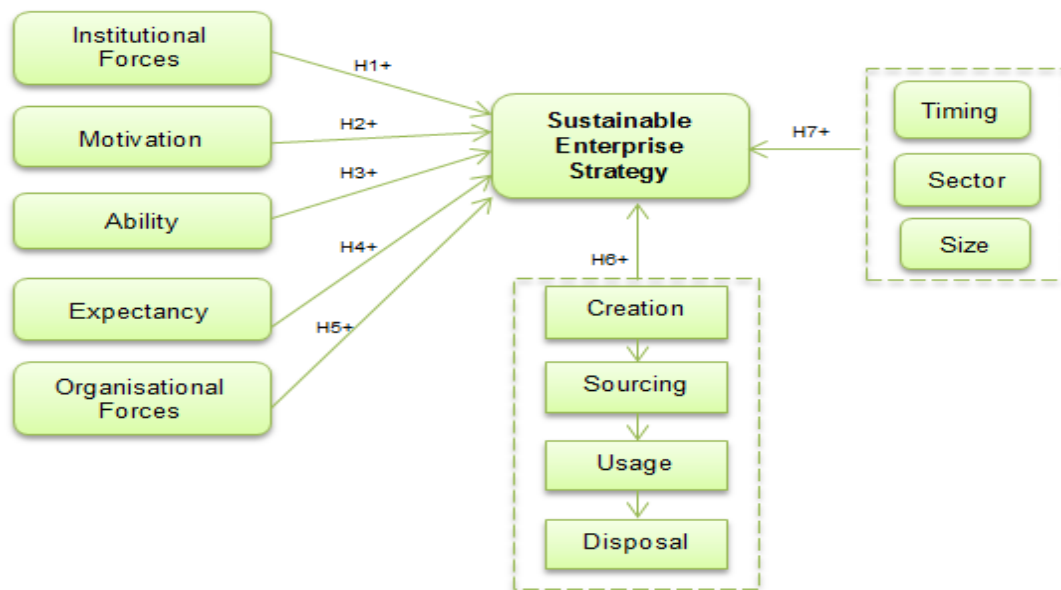 Institutional
Forces
H1+
Motivation
H2+
Ability
H3+
Expectancy
H4+
Organisational
Forces
H5+
Sustainable
Enterprise
Strategy
H6+
Creation
Sourcing
Usage
Disposal
H7+
Timing
Sector
Size